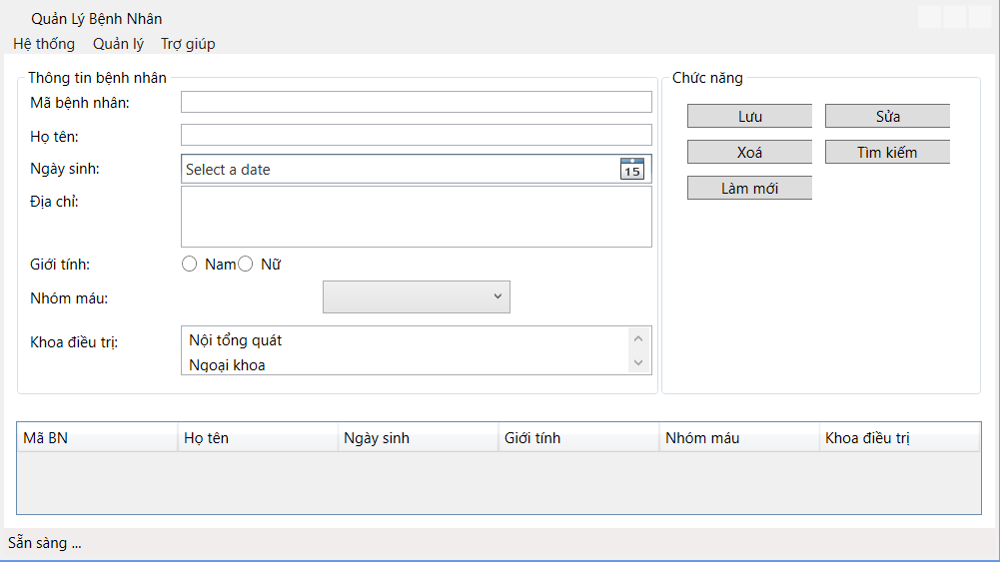 Quản Lý Bệnh Nhân
Hệ thống Quản lý Trợ giúp
Thông tin bệnh nhân
Mã bệnh nhân:
Họ tên:
Ngày sinh: Select a date 15
Địa chỉ:
Giới tính: Nam Nữ
Nhóm máu:
Khoa điều trị: Nội tổng quát
Ngoại khoa
Chức năng
Lưu Sửa
Xoá Tìm kiếm
Làm mới
Mã BN Họ tên Ngày sinh Giới tính Nhóm máu Khoa điều trị
Sẵn sàng ...